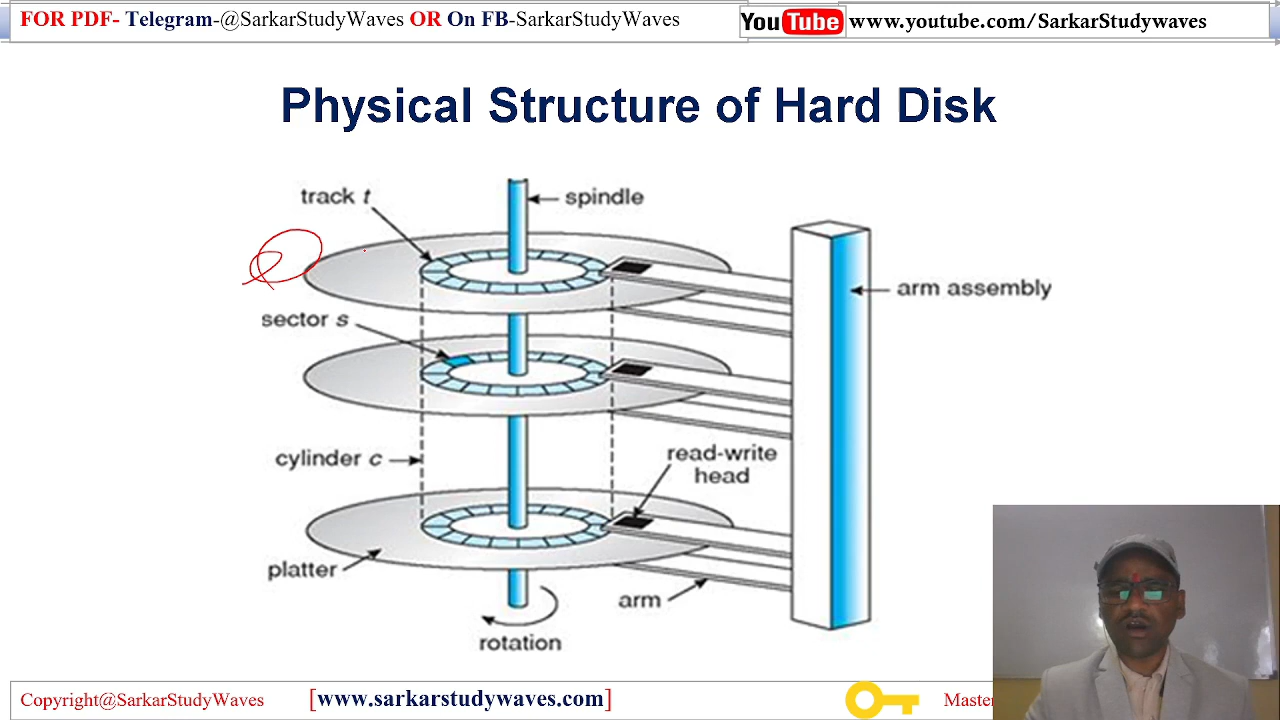 FOR PDF- Telegram-@SarkarStudyWaves OR On FB-SarkarStudyWaves
YouTube www.youtube.com/SarkarStudywaves
Physical Structure of Hard Disk
track t
spindle
arm assembly
sector s
cylinder c
read-write
head
platter
arm
rotation
Copyright@SarkarStudyWaves
[www.sarkarstudywaves.com]
Master